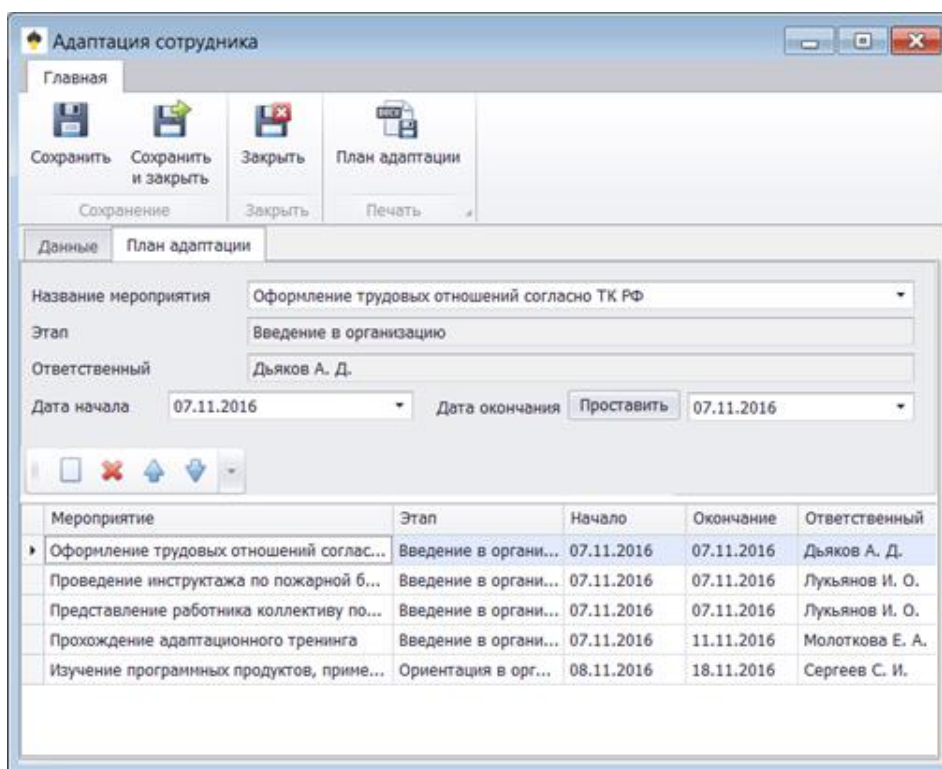 Адаптация сотрудника
Главная
Сохранить
Сохранить и закрыть
Закрыть
DOCX
План адаптации
Сохранение
Закрыть
Печать
Данные
План адаптации
Название мероприятия Оформление трудовых отношений согласно ТК РФ
Этап Введение в организацию
Ответственный Дьяков А. Д.
Дата начала 07.11.2016 Дата окончания Проставить 07.11.2016
Мероприятие Этап Начало Окончание Ответственный
Оформление трудовых отношений соглас... Введение в органи... 07.11.2016 07.11.2016 Дьяков А. Д.
Проведение инструктажа по пожарной б... Введение в органи... 07.11.2016 07.11.2016 Лукьянов И. О.
Представление работника коллективу по... Введение в органи... 07.11.2016 07.11.2016 Лукьянов И. О.
Прохождение адаптационного тренинга Введение в органи... 07.11.2016 11.11.2016 Молоткова Е. А.
Изучение программных продуктов, приме... Ориентация в орг... 08.11.2016 18.11.2016 Сергеев С. И.